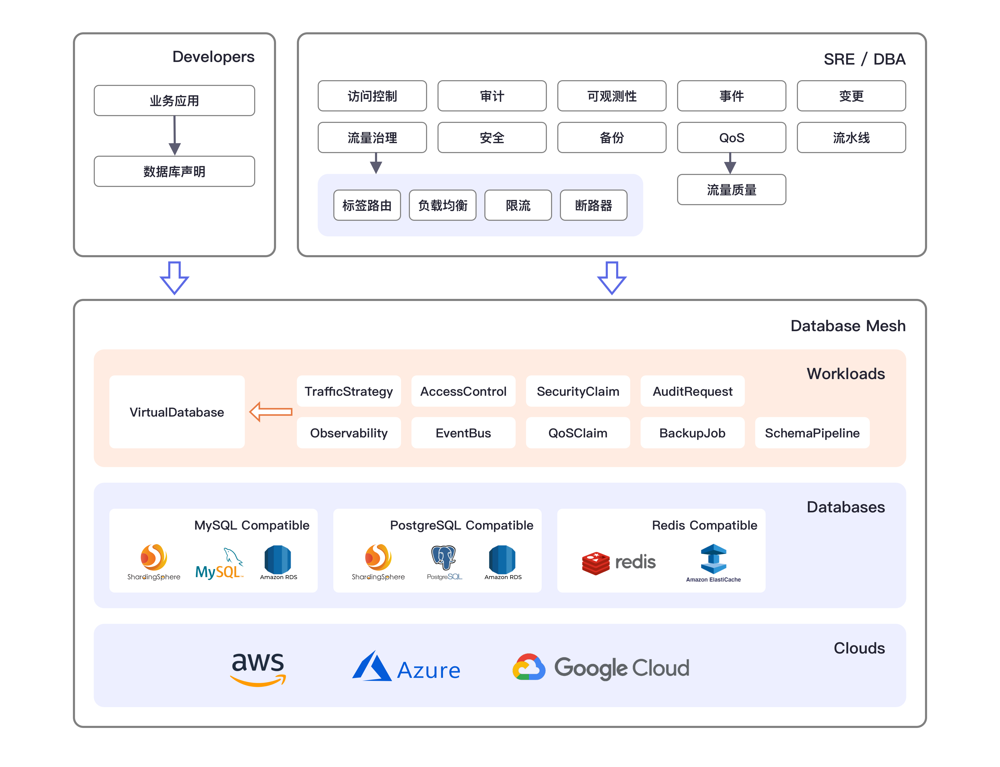 Developers
业务应用
数据库声明
SRE / DBA
访问控制
审计
可观测性
事件
变更
流量治理
安全
备份
QoS
流水线
标签路由
负载均衡
限流
断路器
流量质量
Database Mesh
Workloads
VirtualDatabase
TrafficStrategy
AccessControl
SecurityClaim
AuditRequest
Observability
EventBus
QoSClaim
BackupJob
SchemaPipeline
Databases
MySQL Compatible
ShardingSphere
MySQL™
Amazon RDS
PostgreSQL Compatible
ShardingSphere
PostgreSQL
Amazon RDS
Redis Compatible
redis
Amazon ElastiCache
Clouds
aws
Azure
Google Cloud